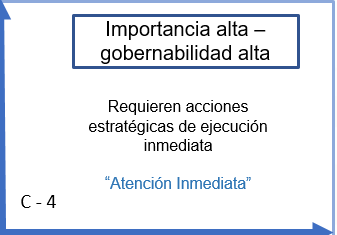 Importancia alta –
gobernabilidad alta
Requieren acciones
estratégicas de ejecución
inmediata
“Atención Inmediata”
C - 4